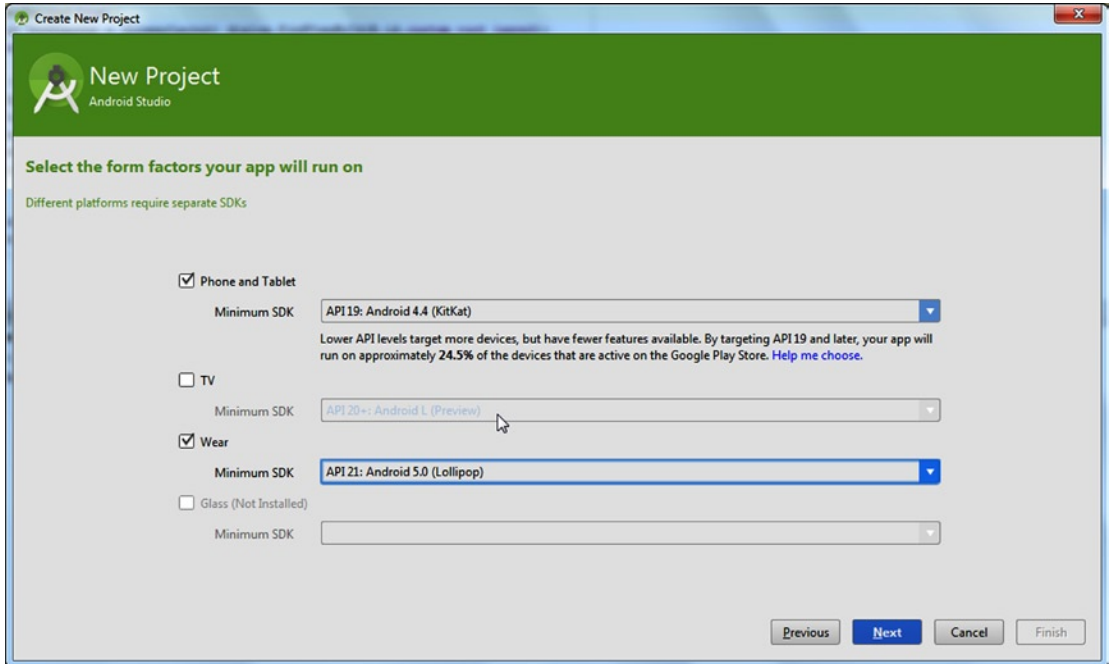 Create New Project
New Project
Android Studio
Select the form factors your app will run on
Different platforms require separate SDKs
Phone and Tablet
Minimum SDK
API 19: Android 4.4 (KitKat)
Lower API levels target more devices, but have fewer features available. By targeting API 19 and later, your app will
run on approximately 24.5% of the devices that are active on the Google Play Store. Help me choose.
TV
Minimum SDK
API 20+: Android L (Preview)
Wear
Minimum SDK
API 21: Android 5.0 (Lollipop)
Glass (Not Installed)
Minimum SDK
Previous Next Cancel Finish